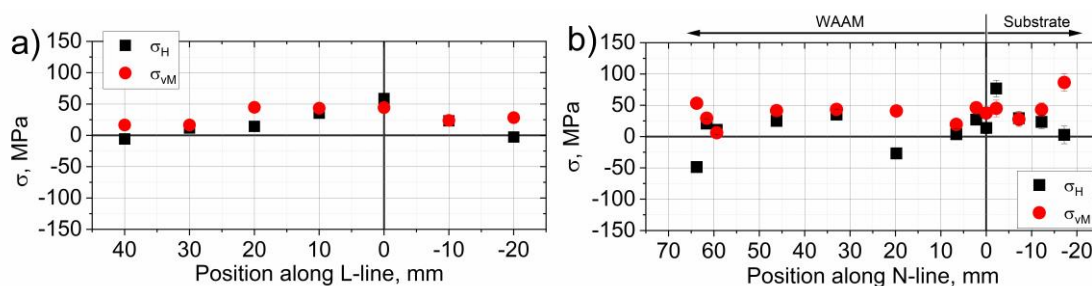 a)
σH
σvM
σ, MPa
150
100
50
0
-50
-100
-150
40 30 20 10 0 -10 -20
Position along L-line, mm
b)
WAAM Substrate
σ, MPa
150
100
50
0
-50
-100
-150
σH
σvM
70 60 50 40 30 20 10 0 -10 -20
Position along N-line, mm